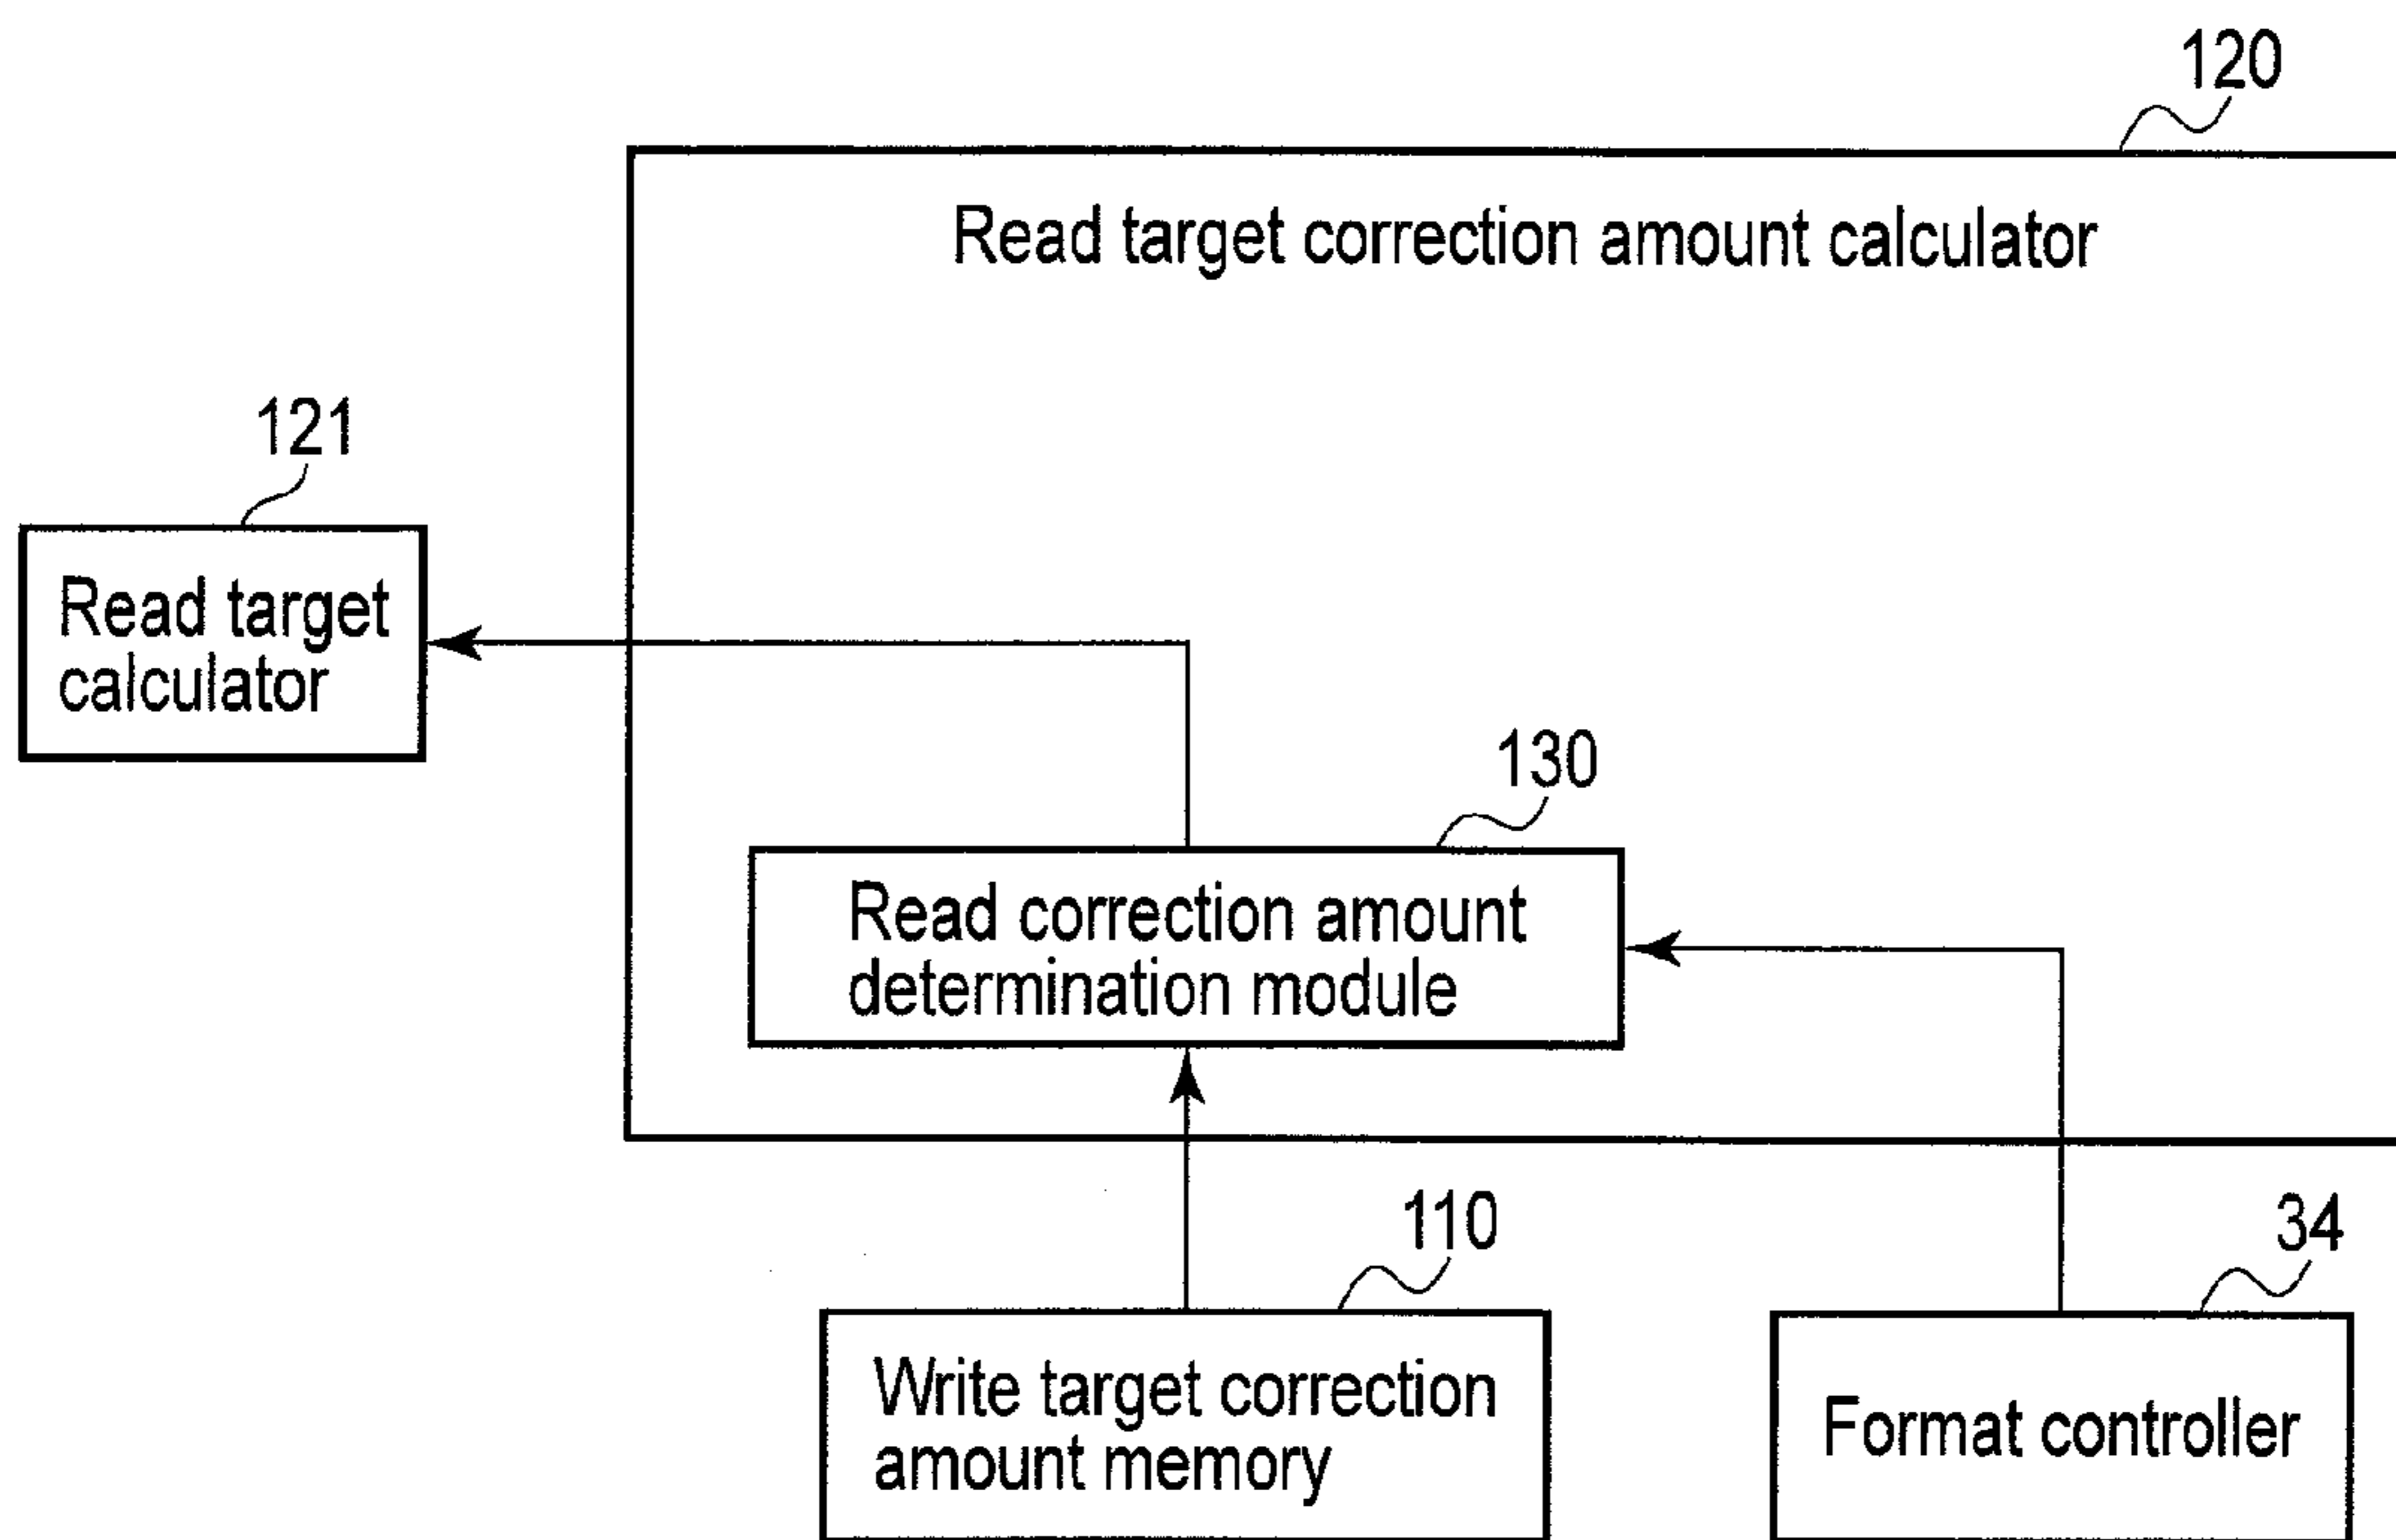 120
Read target correction amount calculator
121
Read target
calculator
130
Read correction amount
determination module
110
34
Write target correction
amount memory
Format controller